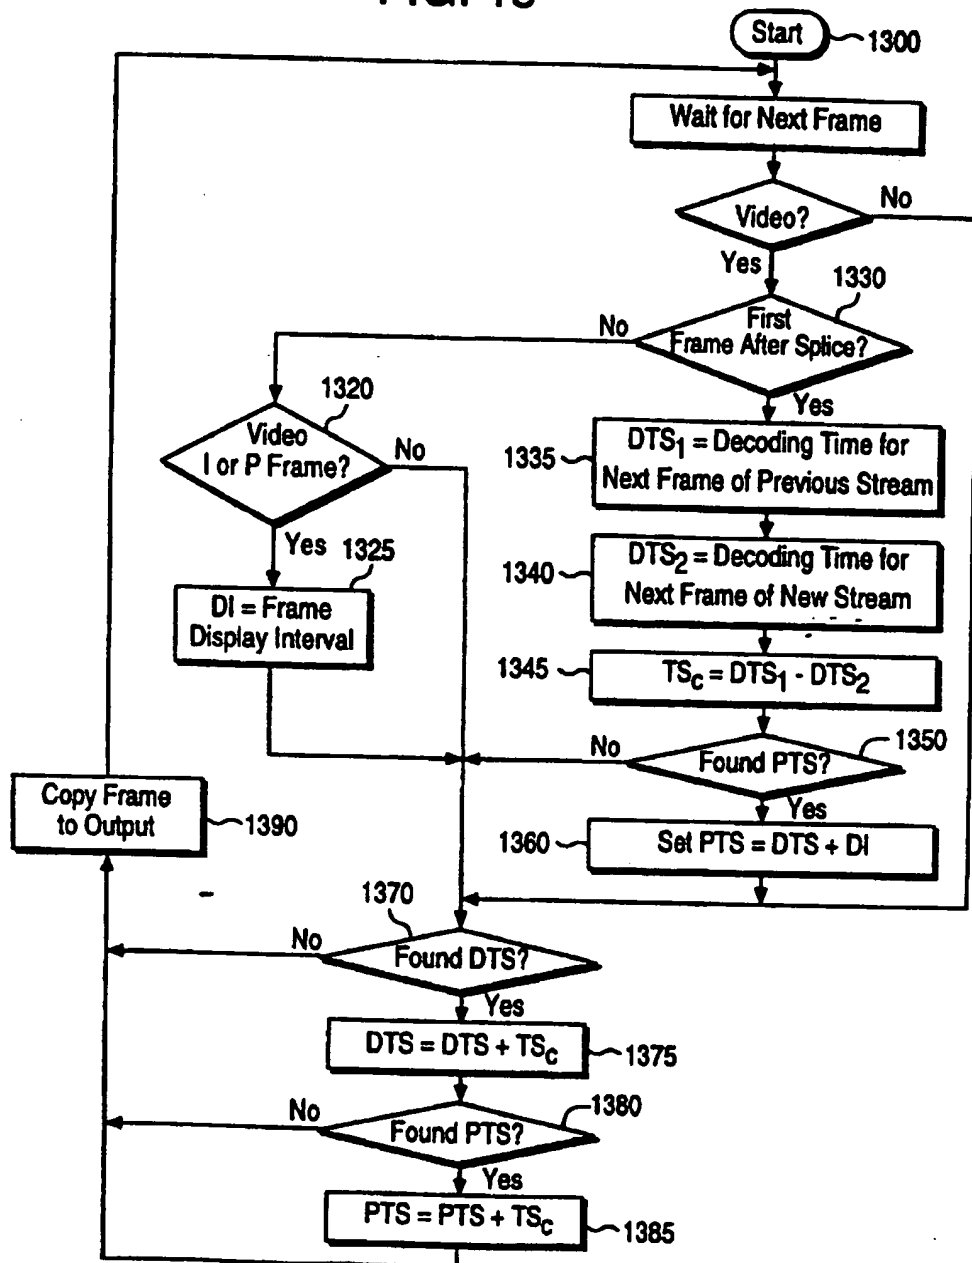 Start
1300
Wait for Next Frame
Video?
No
Yes
1330
First
Frame After Splice?
No
Yes
1320
Video
I or P Frame?
No
Yes
1325
DI = Frame
Display Interval
1335
DTS1 = Decoding Time for
Next Frame of Previous Stream
1340
DTS2 = Decoding Time for
Next Frame of New Stream
1345
TSC = DTS1 - DTS2
1350
Found PTS?
No
Yes
1360
Set PTS = DTS + DI
Copy Frame
to Output
1390
1370
Found DTS?
No
Yes
DTS = DTS + TSC
1375
1380
Found PTS?
No
Yes
PTS = PTS + TSC
1385